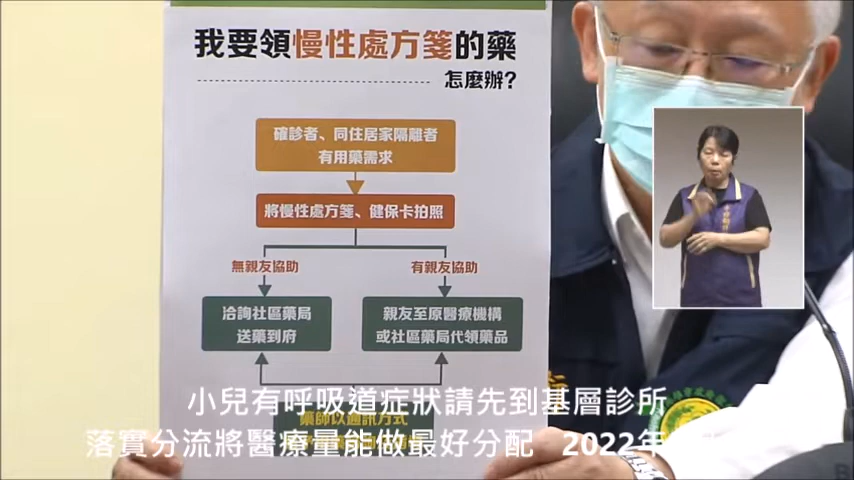 我要領慢性處方箋的藥
怎麼辦?
確診者、同住居家隔離者
有用藥需求
將慢性處方箋、健保卡拍照
無親友協助
有親友協助
洽詢社區藥局
送藥到府
親友至原醫療機構
或社區藥局代領藥品
藥師以通訊方式
小兒有呼吸道症狀請先到基層診所
落實分流將醫療量能做最好分配 2022年